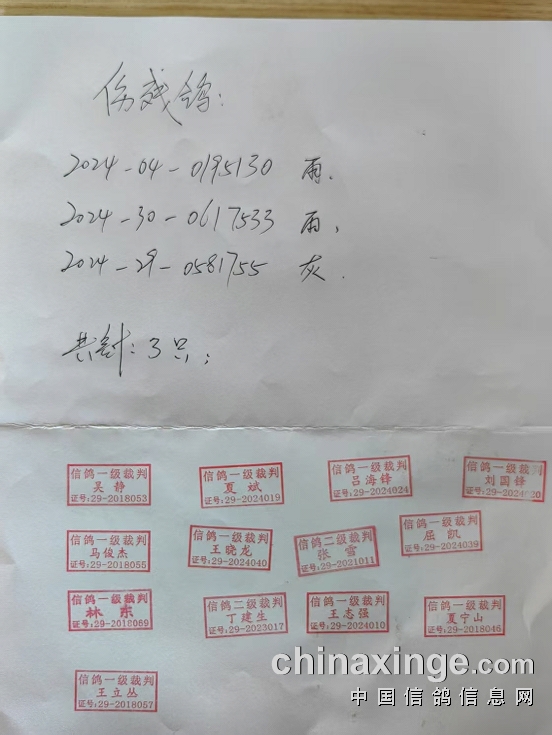 伤残鸽:
2024-04-0195130 雨.
2024-30-0617533 雨,
2024-29-0581755 灰.
共计:3只;
信鸽一级裁判
吴静
证号:29-2018053
信鸽一级裁判
夏斌
证号:29-2024019
信鸽一级裁判
吕海锋
证号:29-2024024
信鸽一级裁判
刘国锋
信鸽一级裁判
马俊杰
证号:29-2018055
信鸽一级裁判
王晓龙
证号:29-2024040
信鸽二级裁判
张雪
证号:29-2021011
信鸽一级裁判
屈凯
证号:29-2024039
信鸽一级裁判
林东
证号:29-2018069
信鸽二级裁判
丁建生
证号:29-2023017
信鸽一级裁判
王志强
证号:29-2024010
信鸽一级裁判
夏宁山
证号:29-2018046
信鸽一级裁判
王立丛
证号:29-2018057
chinaxinge.com
中国信鸽信息网